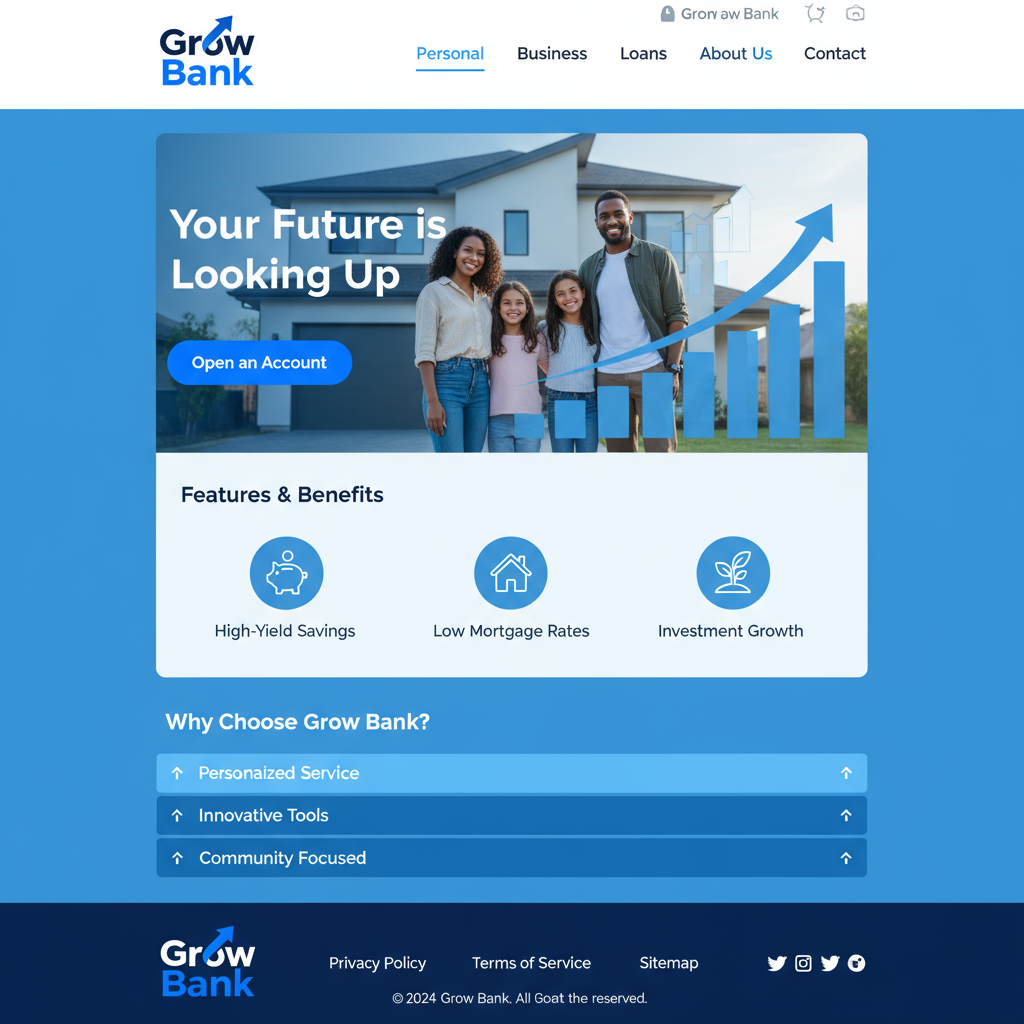 Grow
Bank
Grow aw Bank
Personal
Business
Loans
About Us
Contact
Your Future is
Looking Up
Open an Account
Features & Benefits
High-Yield Savings
Low Mortgage Rates
Investment Growth
Why Choose Grow Bank?
Personaized Service
Innovative Tools
Community Focused
Grow
Bank
Privacy Policy
Terms of Service
Sitemap
© 2024 Grow Bank. All Goat the reserved.